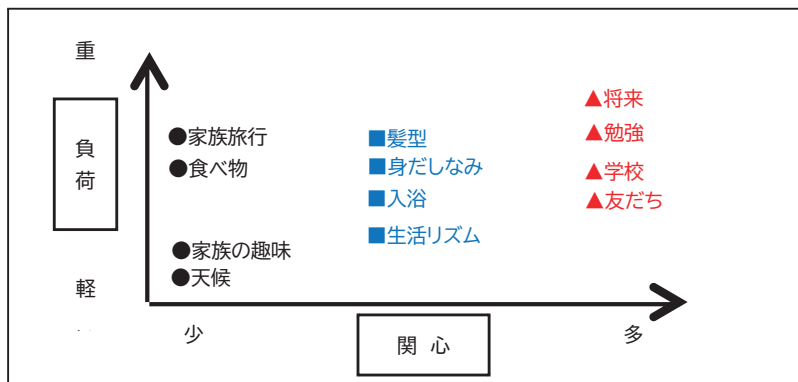 重
負
荷
軽
●家族旅行
●食べ物
●家族の趣味
●天候
■髪型
■身だしなみ
■入浴
■生活リズム
▲将来
▲勉強
▲学校
▲友だち
少
関 心
多